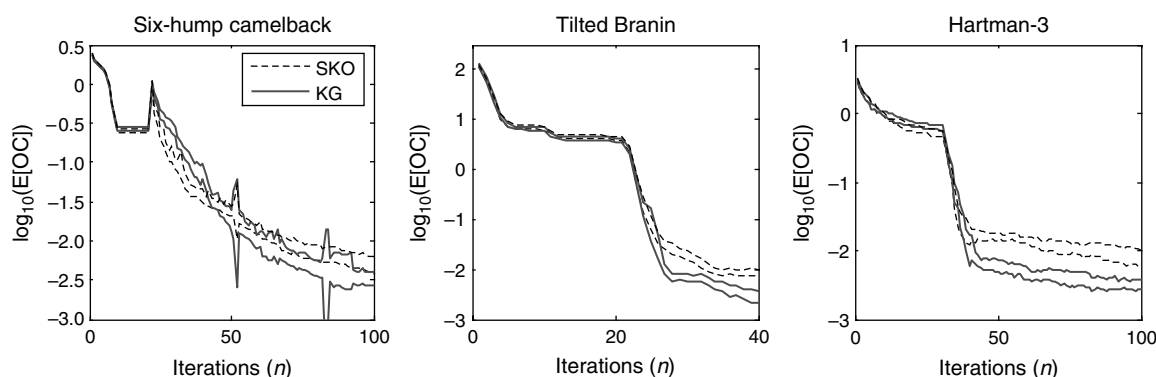 Six-hump camelback
0.5
0
−0.5
−1.0
−1.5
−2.0
−2.5
−3.0
log10(E[OC])
SKO
KG
0
50
100
Iterations (n)
Tilted Branin
2
1
0
−1
−2
−3
log10(E[OC])
0
20
40
Iterations (n)
Hartman-3
1
0
−1
−2
−3
log10(E[OC])
0
50
100
Iterations (n)